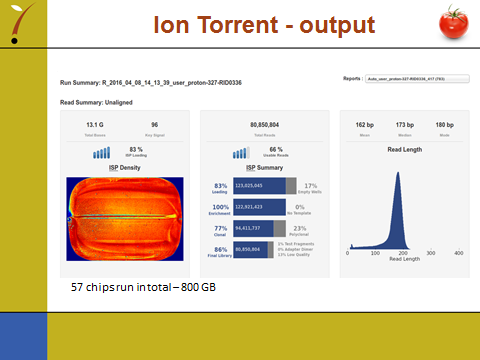 Ion Torrent - output
Run Summary: R_2016_04_08_14_13_39_user_proton-327-RID0336
Reports : Auto_user_proton-327-RID0336_417 (783)
Read Summary: Unaligned
13.1 G 96
Total Bases Key Signal
83 %
ISP Loading
ISP Density
80,850,804
Total Reads
66 %
Usable Reads
ISP Summary
83% Loading 123,025,045 17% Empty Wells
100% Enrichment 122,921,423 0% No Template
77% Clonal 94,411,737 23% Polyclonal
86% Final Library 80,850,804 1% Test Fragments
0% Adapter Dimer
13% Low Quality
162 bp 173 bp 180 bp
Mean Median Mode
Read Length
0 100 200 300 400
Read Length
57 chips run in total – 800 GB